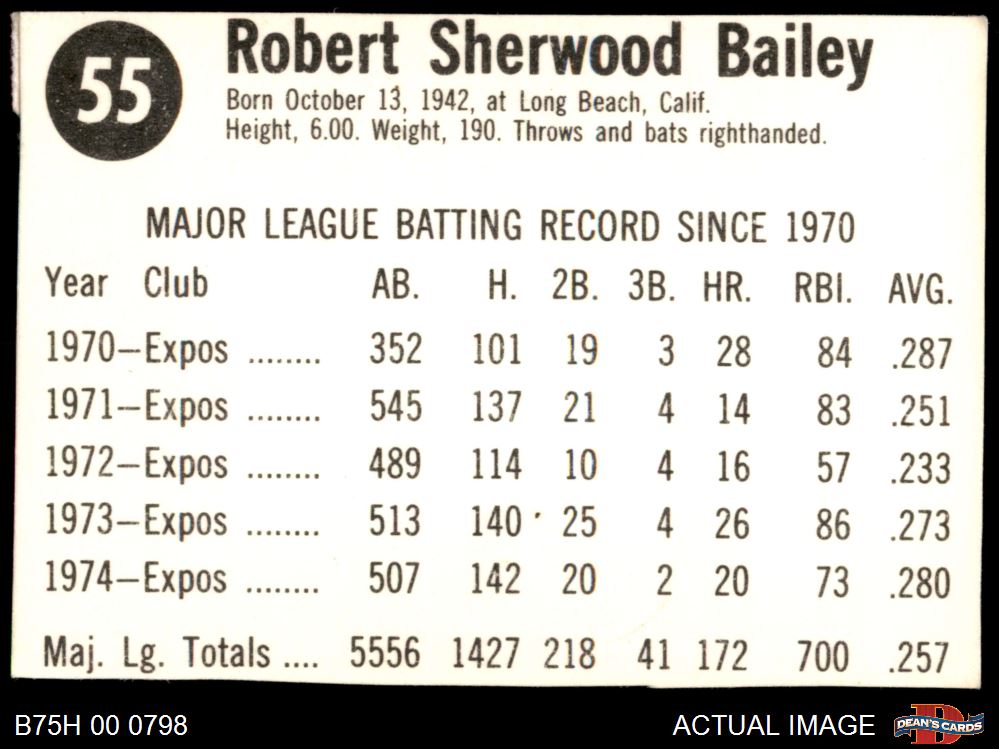 55
Robert Sherwood Bailey
Born October 13, 1942, at Long Beach, Calif.
Height, 6.00. Weight, 190. Throws and bats righthanded.
MAJOR LEAGUE BATTING RECORD SINCE 1970
Year Club AB. H. 2B. 3B. HR. RBI. AVG.
1970–Expos ........ 352 101 19 3 28 84 .287
1971–Expos ........ 545 137 21 4 14 83 .251
1972–Expos ........ 489 114 10 4 16 57 .233
1973–Expos ........ 513 140 25 4 26 86 .273
1974–Expos ........ 507 142 20 2 20 73 .280
Maj. Lg. Totals .... 5556 1427 218 41 172 700 .257
B75H 00 0798
ACTUAL IMAGE
D
DEAN'S CARDS